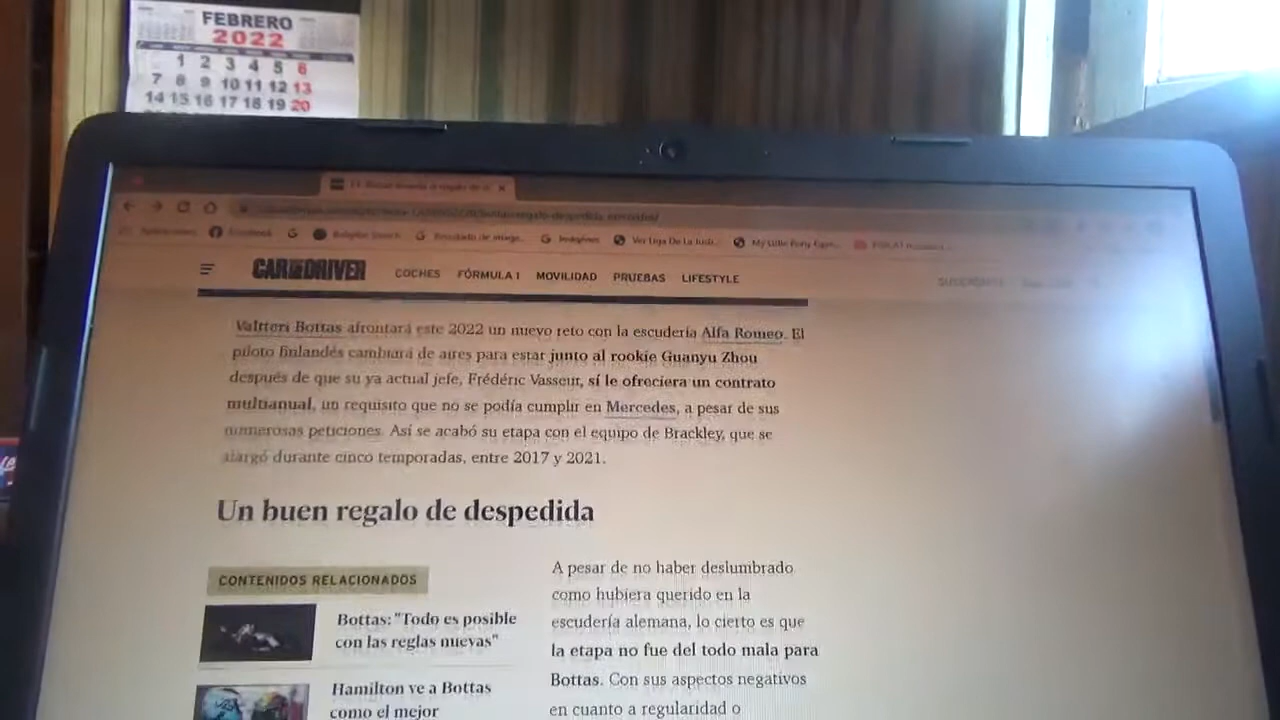 FEBRERO
2022
1 2 3 4 5 6
7 8 9 10 11 12 13
14 15 16 17 18 19 20
Facebook
G
My Little Pony
CAR AND DRIVER
COCHES FÓRMULA 1 MOVILIDAD PRUEBAS LIFESTYLE
Valtteri Bottas afrontará este 2022 un nuevo reto con la escudería Alfa Romeo. El
piloto finlandés cambiará de aires para estar junto al rookie Guanyu Zhou
después de que su ya actual jefe, Frédéric Vasseur, sí le ofreciera un contrato
multianual, un requisito que no se podía cumplir en Mercedes, a pesar de sus
numerosas peticiones. Así se acabó su etapa con el equipo de Brackley, que se
alargó durante cinco temporadas, entre 2017 y 2021.
Un buen regalo de despedida
CONTENIDOS RELACIONADOS
Bottas: "Todo es posible
con las reglas nuevas"
Hamilton ve a Bottas
como el mejor
A pesar de no haber deslumbrado
como hubiera querido en la
escudería alemana, lo cierto es que
la etapa no fue del todo mala para
Bottas. Con sus aspectos negativos
en cuanto a regularidad o